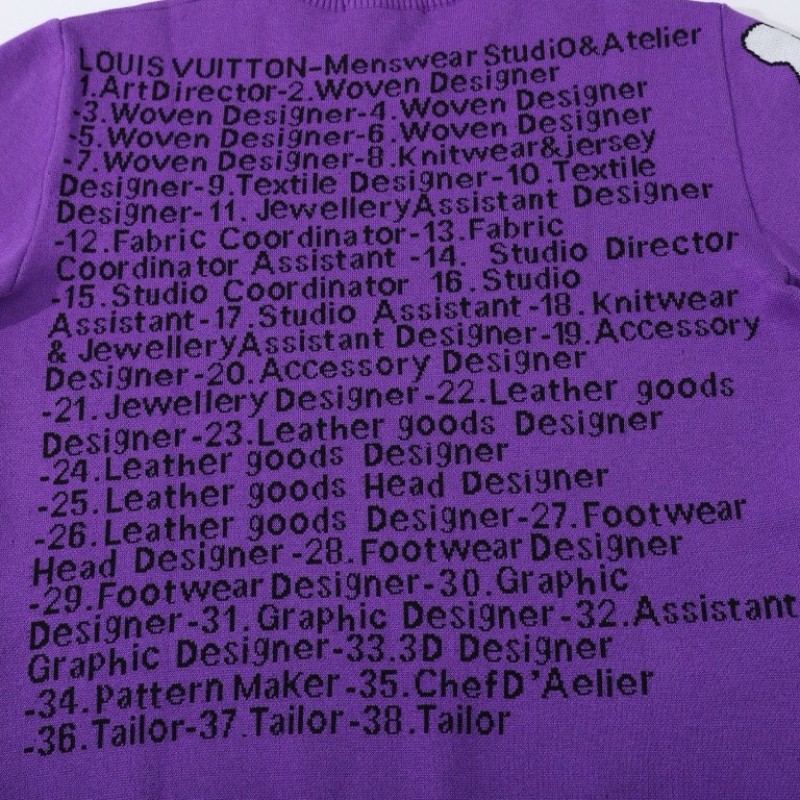 LOUIS VUITTON-Menswear StudiO&Atelier
1.ArtDirector-2.Woven Designer
-3.Woven Designer-4.Woven Designer
-5.Woven Designer-6.Woven Designer
-7.Woven Designer-8.Knitwear&jersey
Designer-9.Textile Designer-10.Textile
Designer-11.JewelleryAssistant Designer
-12.Fabric Coordinator-13.Fabric
Coordinator Assistant -14. Studio Director
-15.Studio Coordinator 16.Studio
Assistant-17.Studio Assistant-18.Knitwear
& JewelleryAssistant Designer-19.Accessory
Designer-20.Accessory Designer
-21.JewelleryDesigner-22.Leather goods
Designer-23.Leather goods Designer
-24.Leather goods Designer
-25.Leather goods Head Designer
-26.Leather goods Designer-27.Footwear
Head Designer-28.FootwearDesigner
-29.FootwearDesigner-30.Graphic
Designer-31.Graphic Designer-32.Assistant
Graphic Designer-33.3D Designer
-34.pattern MaKer-35.ChefD'Aelier
-36.Tailor-37.Tailor-38.Tailor